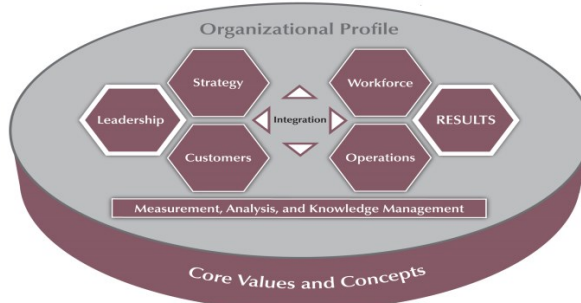 Organizational Profile
Strategy
Workforce
Leadership
Integration
RESULTS
Customers
Operations
Measurement, Analysis, and Knowledge Management
Core Values and Concepts